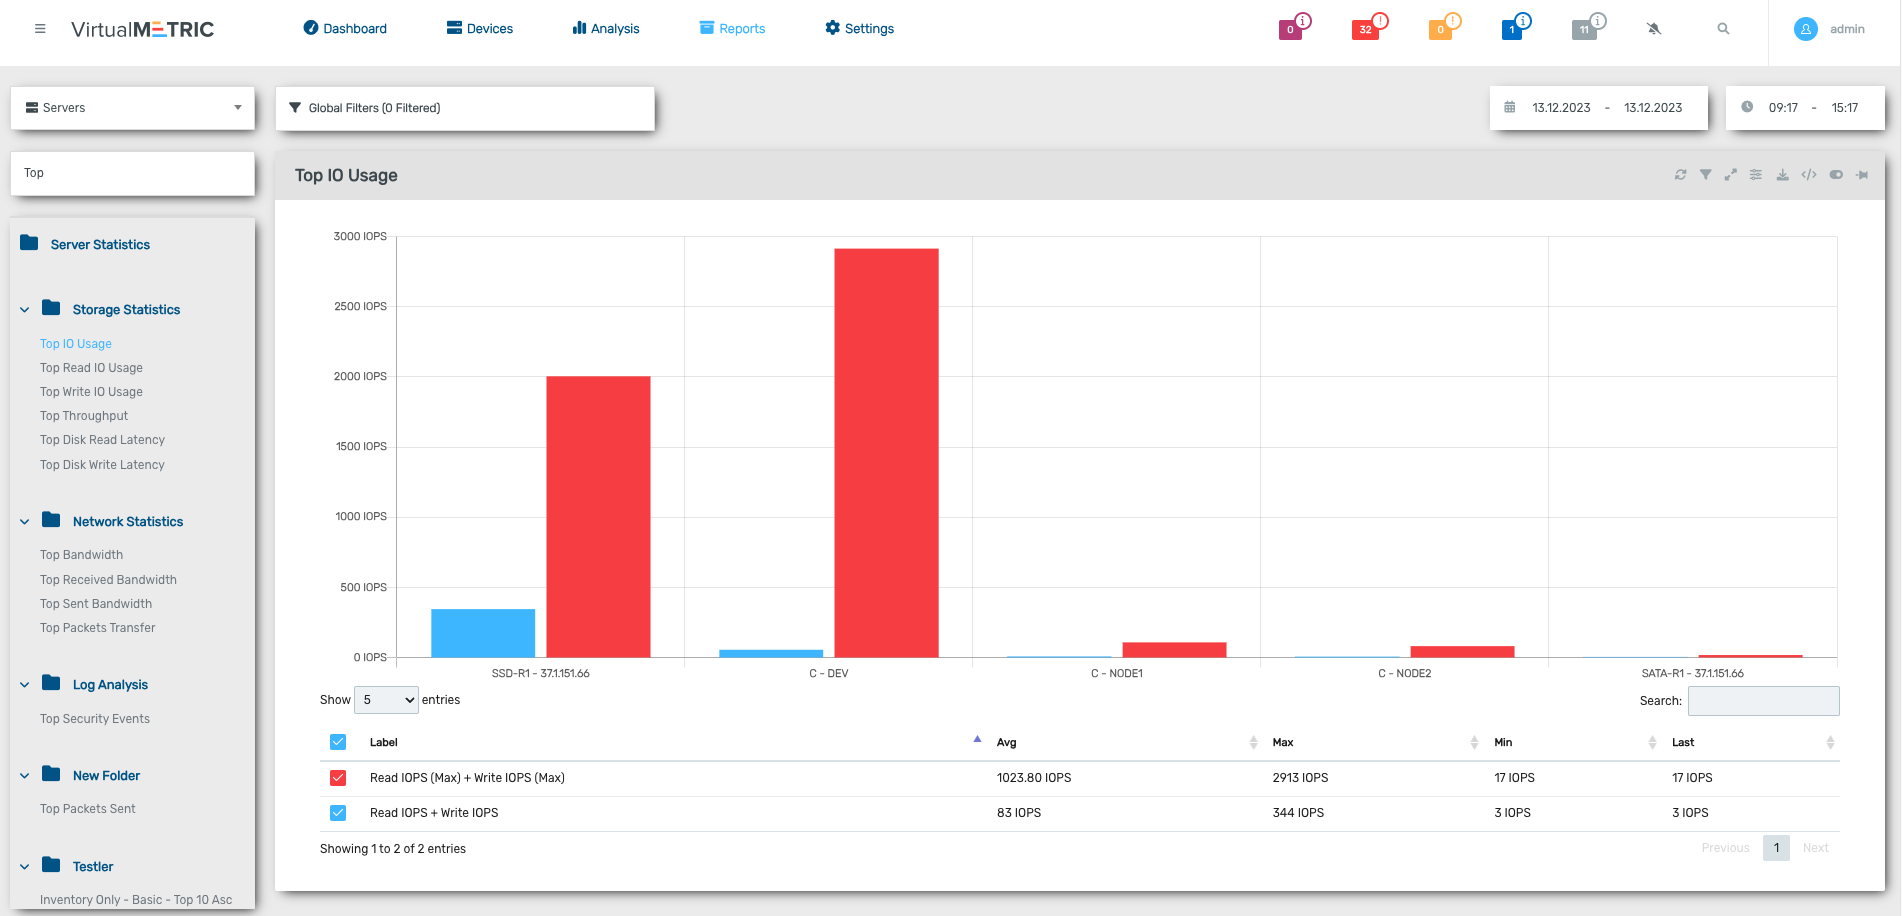 VirtualMETRIC
Dashboard
Devices
Analysis
Reports
Settings
0
32
0
1
11
admin
Servers
Global Filters (0 Filtered)
13.12.2023 - 13.12.2023
09:17 - 15:17
Top
Server Statistics
Storage Statistics
Top IO Usage
Top Read IO Usage
Top Write IO Usage
Top Throughput
Top Disk Read Latency
Top Disk Write Latency
Network Statistics
Top Bandwidth
Top Received Bandwidth
Top Sent Bandwidth
Top Packets Transfer
Log Analysis
Top Security Events
New Folder
Top Packets Sent
Testler
Inventory Only - Basic - Top 10 Asc
Top IO Usage
3000 IOPS
2500 IOPS
2000 IOPS
1500 IOPS
1000 IOPS
500 IOPS
0 IOPS
SSD-R1 - 37.1.151.66
C - DEV
C - NODE1
C - NODE2
SATA-R1 - 37.1.151.66
Show 5 entries
Search:
Label Avg Max Min Last
Read IOPS (Max) + Write IOPS (Max) 1023.80 IOPS 2913 IOPS 17 IOPS 17 IOPS
Read IOPS + Write IOPS 83 IOPS 344 IOPS 3 IOPS 3 IOPS
Showing 1 to 2 of 2 entries
Previous 1 Next